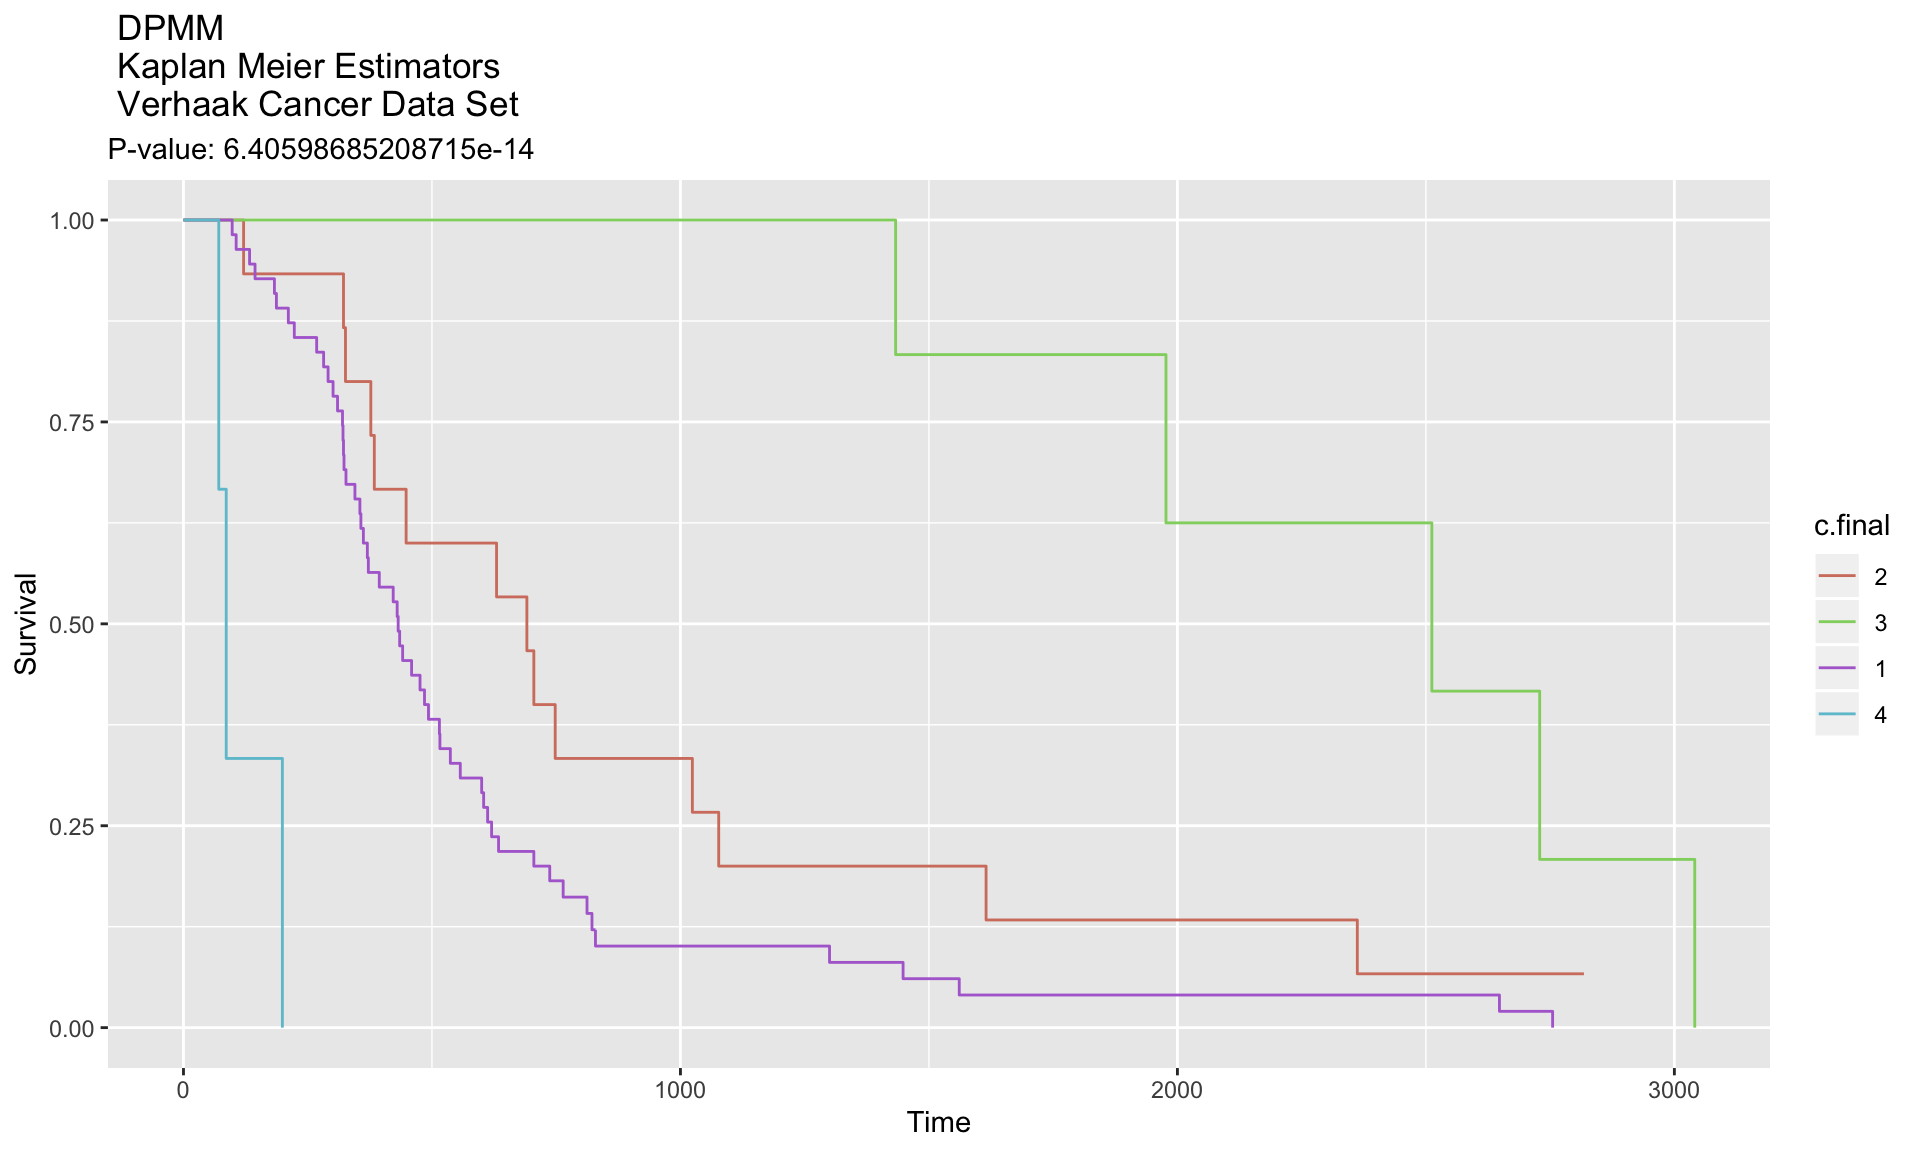 DPMM
Kaplan Meier Estimators
Verhaak Cancer Data Set
P-value: 6.40598685208715e-14
1.00
0.75
0.50
0.25
0.00
Survival
0 1000 2000 3000
Time
c.final
2
3
1
4